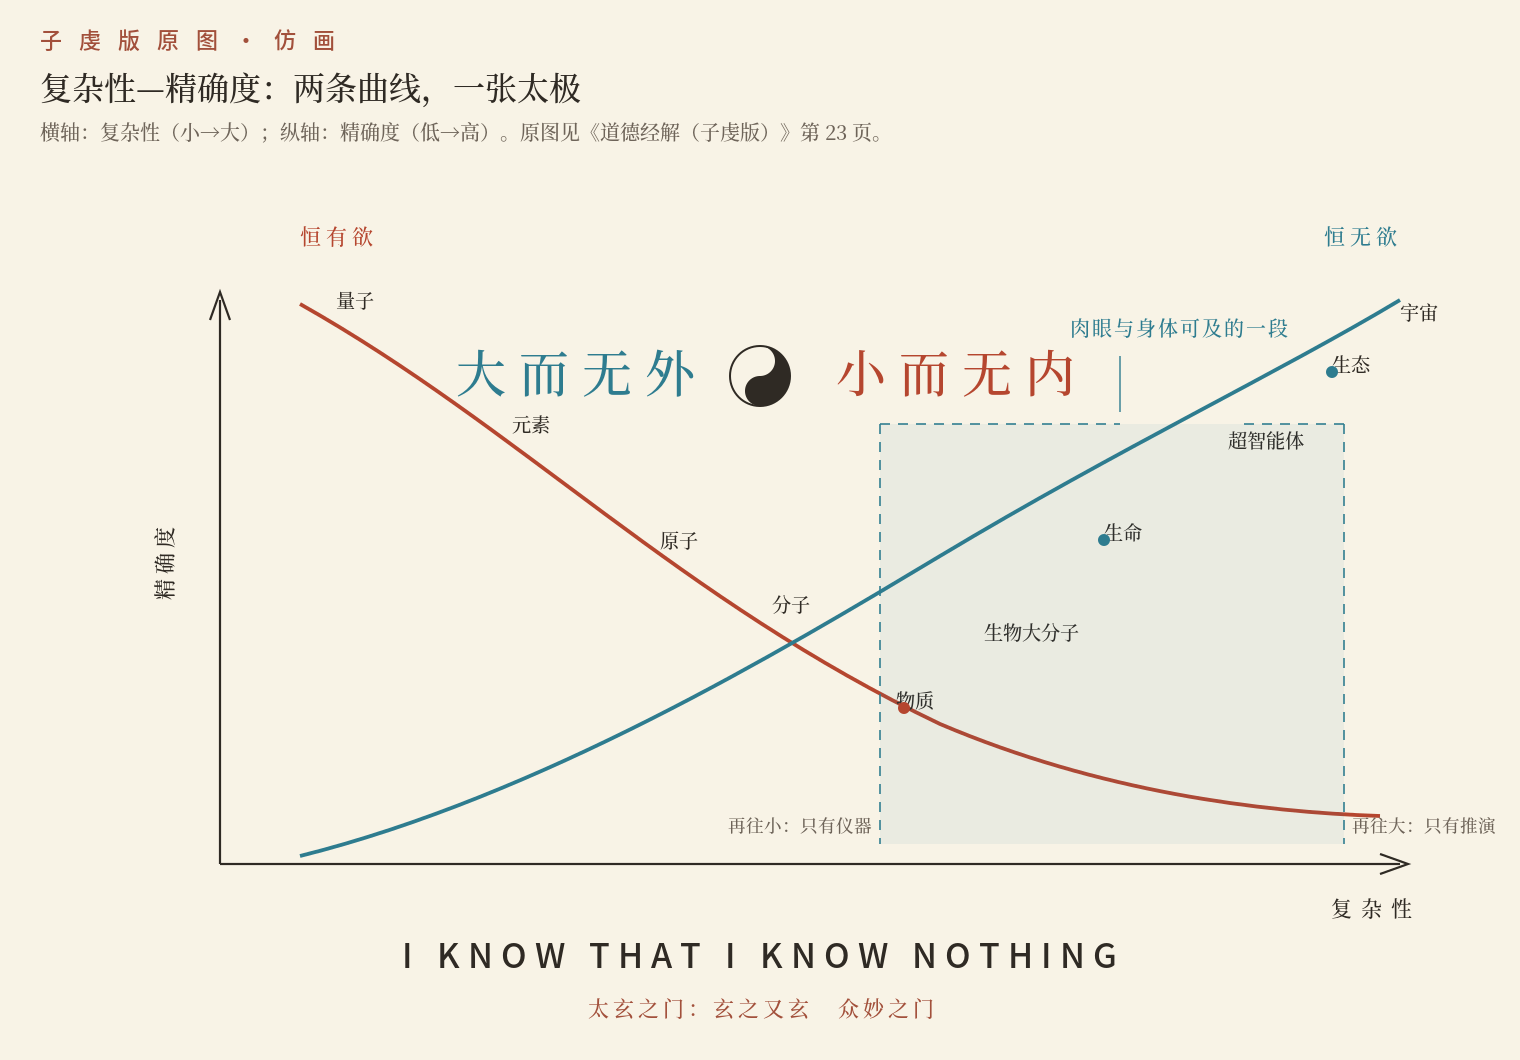 子虔版原图·仿画
复杂性—精确度：两条曲线，一张太极
横轴：复杂性（小→大）；纵轴：精确度（低→高）。原图见《道德经解（子虔版）》第 23 页。
恒有欲
恒无欲
量子
宇宙
肉眼与身体可及的一段
大而无外
小而无内
生态
元素
超智能体
原子
生命
精确度
分子
生物大分子
物质
再往小：只有仪器
再往大：只有推演
复杂性
I KNOW THAT I KNOW NOTHING
太玄之门：玄之又玄 众妙之门